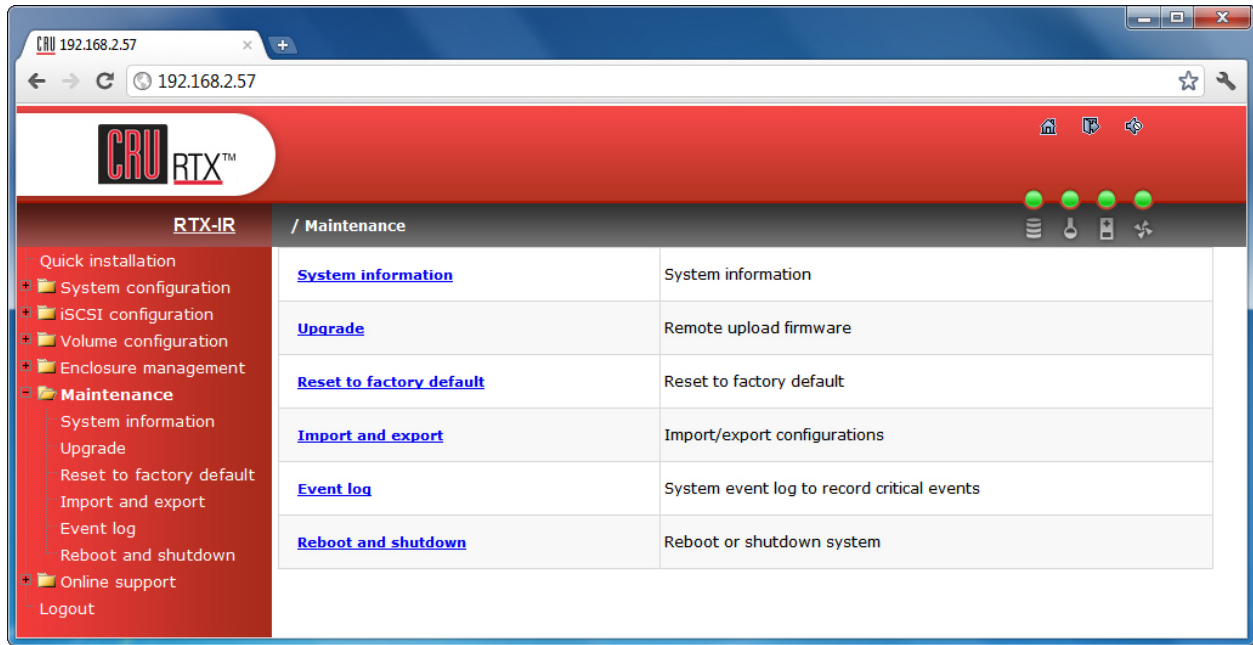 CRU 192.168.2.57
192.168.2.57
CRU RTX™
RTX-IR
/ Maintenance
Quick installation
System configuration
iSCSI configuration
Volume configuration
Enclosure management
Maintenance
System information
Upgrade
Reset to factory default
Import and export
Event log
Reboot and shutdown
Online support
Logout
System information System information
Upgrade Remote upload firmware
Reset to factory default Reset to factory default
Import and export Import/export configurations
Event log System event log to record critical events
Reboot and shutdown Reboot or shutdown system